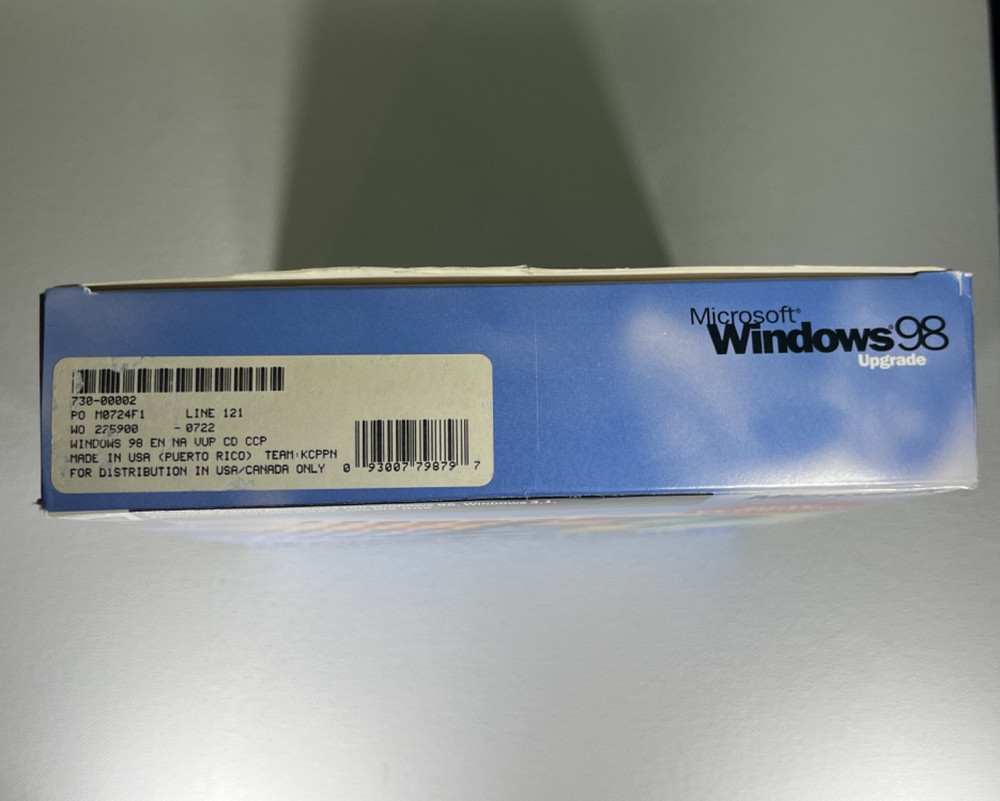 Microsoft®
Windows® 98
Upgrade
730-00002
PO M0724F1 LINE 121
WO 225900 - 0722
WINDOWS 98 EN NA VUP CD CCP
MADE IN USA (PUERTO RICO) TEAM:KCPPN
FOR DISTRIBUTION IN USA/CANADA ONLY
0 93007 79879 7